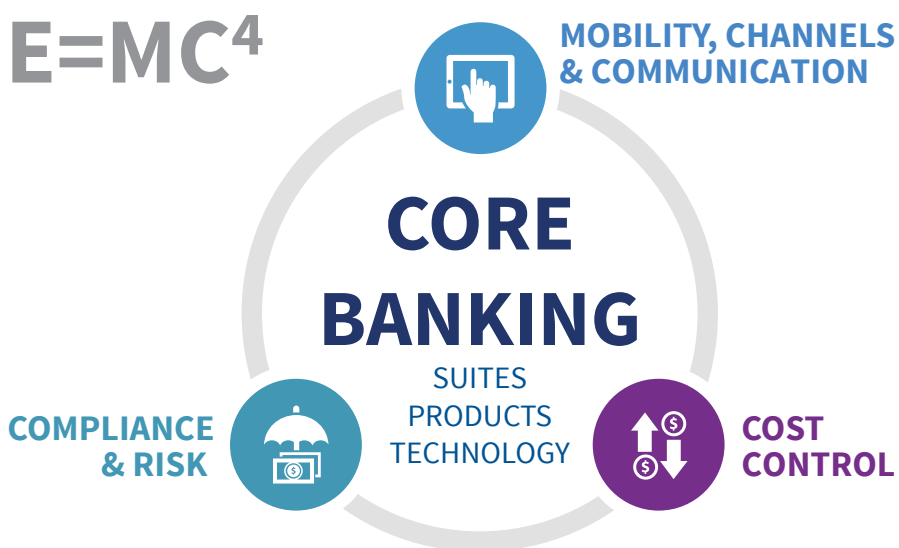 E=MC⁴
MOBILITY, CHANNELS
& COMMUNICATION
CORE
BANKING
SUITES
PRODUCTS
TECHNOLOGY
COMPLIANCE
& RISK
$
$
$
COST
CONTROL